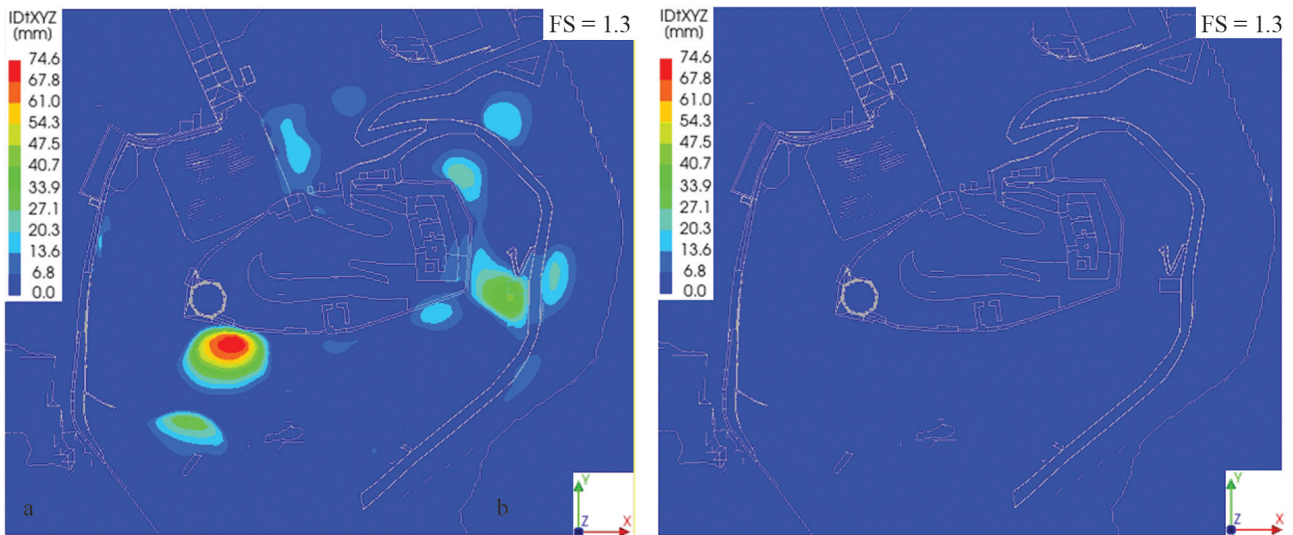 IDtXYZ
(mm)
74.6
67.8
61.0
54.3
47.5
40.7
33.9
27.1
20.3
13.6
6.8
0.0
FS = 1.3
a
b
Y
Z
X
IDtXYZ
(mm)
74.6
67.8
61.0
54.3
47.5
40.7
33.9
27.1
20.3
13.6
6.8
0.0
FS = 1.3
Y
Z
X